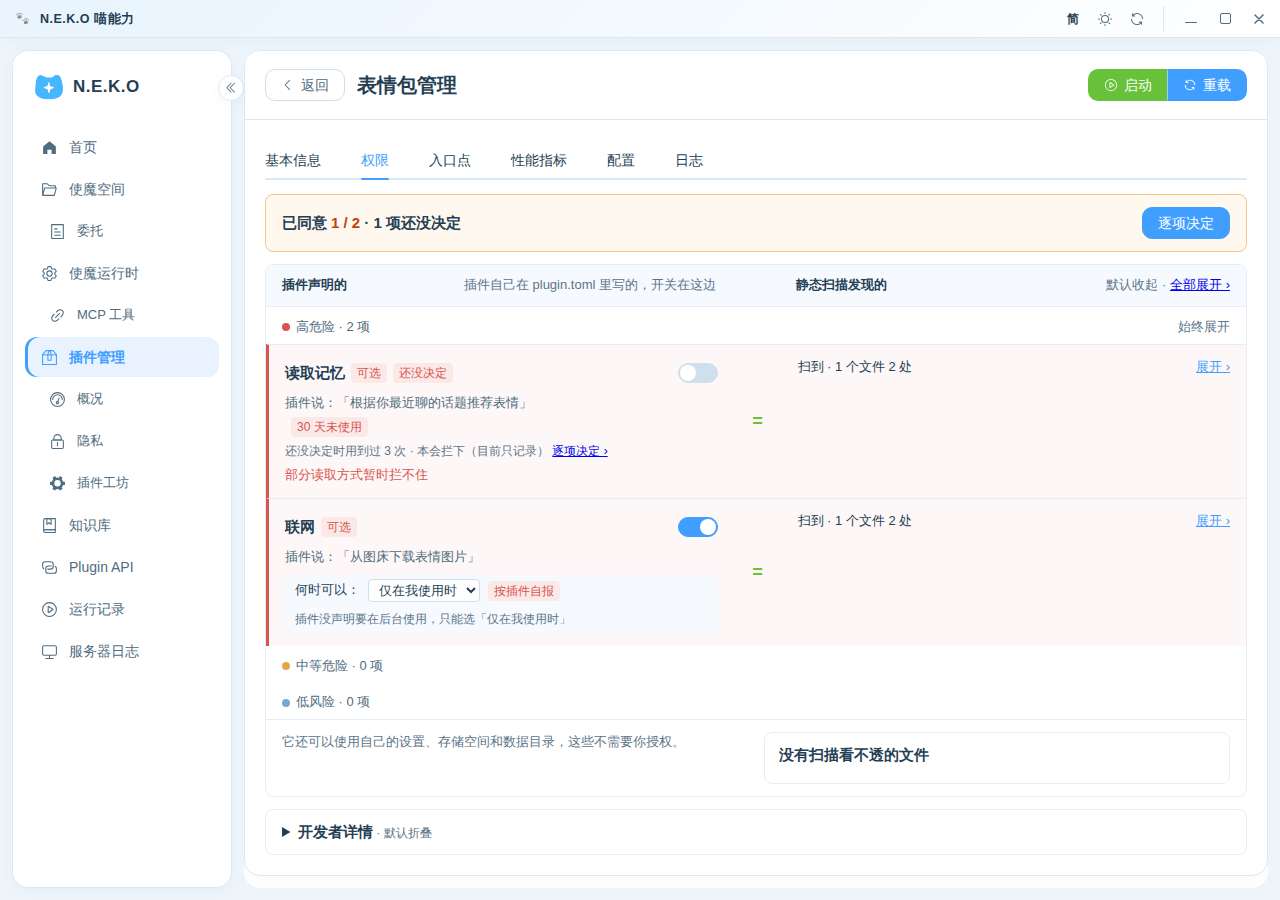 N.E.K.O 喵能力
简
N.E.K.O
首页
使魔空间
委托
使魔运行时
MCP 工具
插件管理
概况
隐私
插件工坊
知识库
Plugin API
运行记录
服务器日志
返回
表情包管理
启动
重载
基本信息
权限
入口点
性能指标
配置
日志
已同意 1 / 2 · 1 项还没决定
逐项决定
插件声明的
插件自己在 plugin.toml 里写的，开关在这边
静态扫描发现的
默认收起 · 全部展开 ›
高危险 · 2 项
始终展开
读取记忆 可选 还没决定
扫到 · 1 个文件 2 处
展开 ›
插件说：「根据你最近聊的话题推荐表情」
30 天未使用
=
还没决定时用到过 3 次 · 本会拦下（目前只记录） 逐项决定 ›
部分读取方式暂时拦不住
联网 可选
扫到 · 1 个文件 2 处
展开 ›
插件说：「从图床下载表情图片」
=
何时可以： 仅在我使用时 按插件自报
插件没声明要在后台使用，只能选「仅在我使用时」
中等危险 · 0 项
低风险 · 0 项
它还可以使用自己的设置、存储空间和数据目录，这些不需要你授权。
没有扫描看不透的文件
开发者详情 · 默认折叠